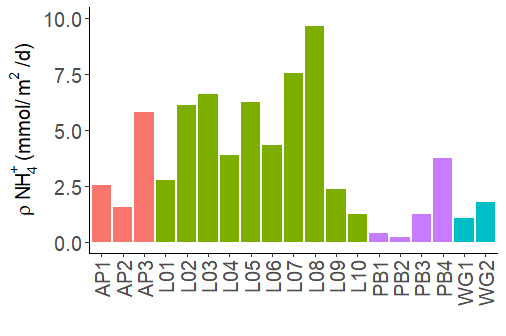 ρ NH₄⁺ (mmol/ m² /d)
10.0
7.5
5.0
2.5
0.0
AP1
AP2
AP3
L01
L02
L03
L04
L05
L06
L07
L08
L09
L10
PB1
PB2
PB3
PB4
WG1
WG2